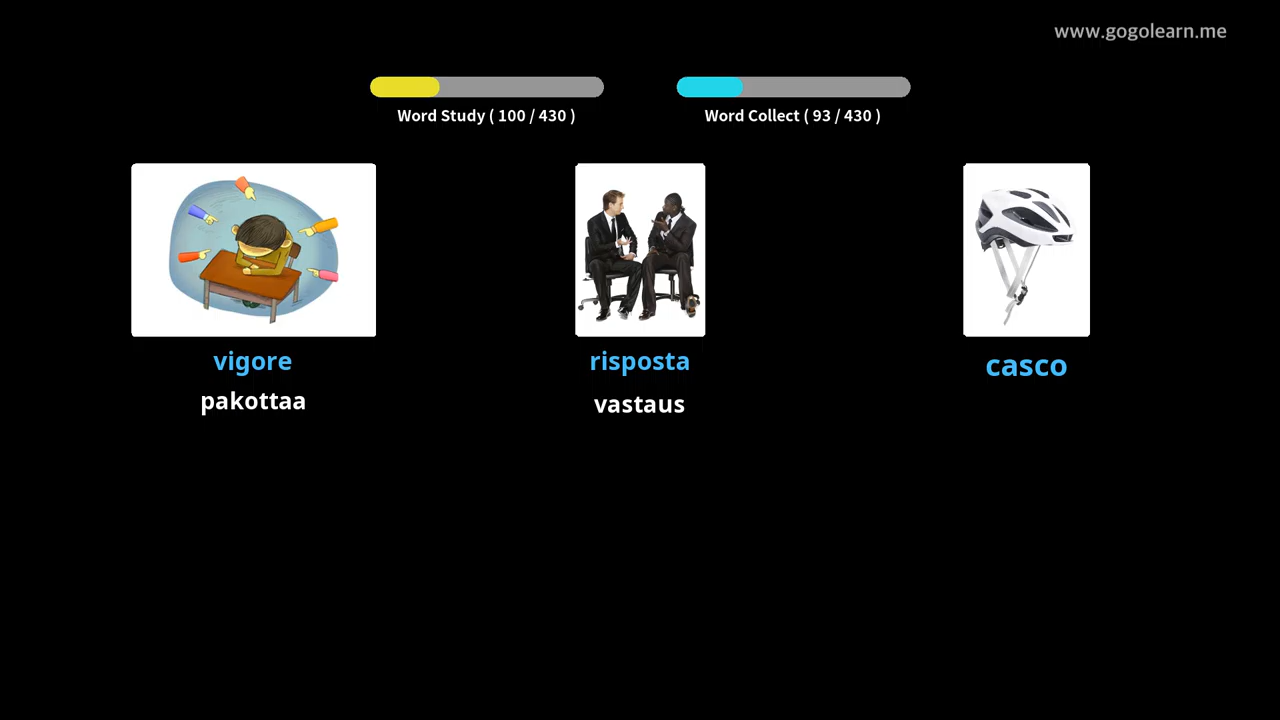 www.gogolearn.me
Word Study ( 100 / 430 )
Word Collect ( 93 / 430 )
vigore
pakottaa
risposta
vastaus
casco